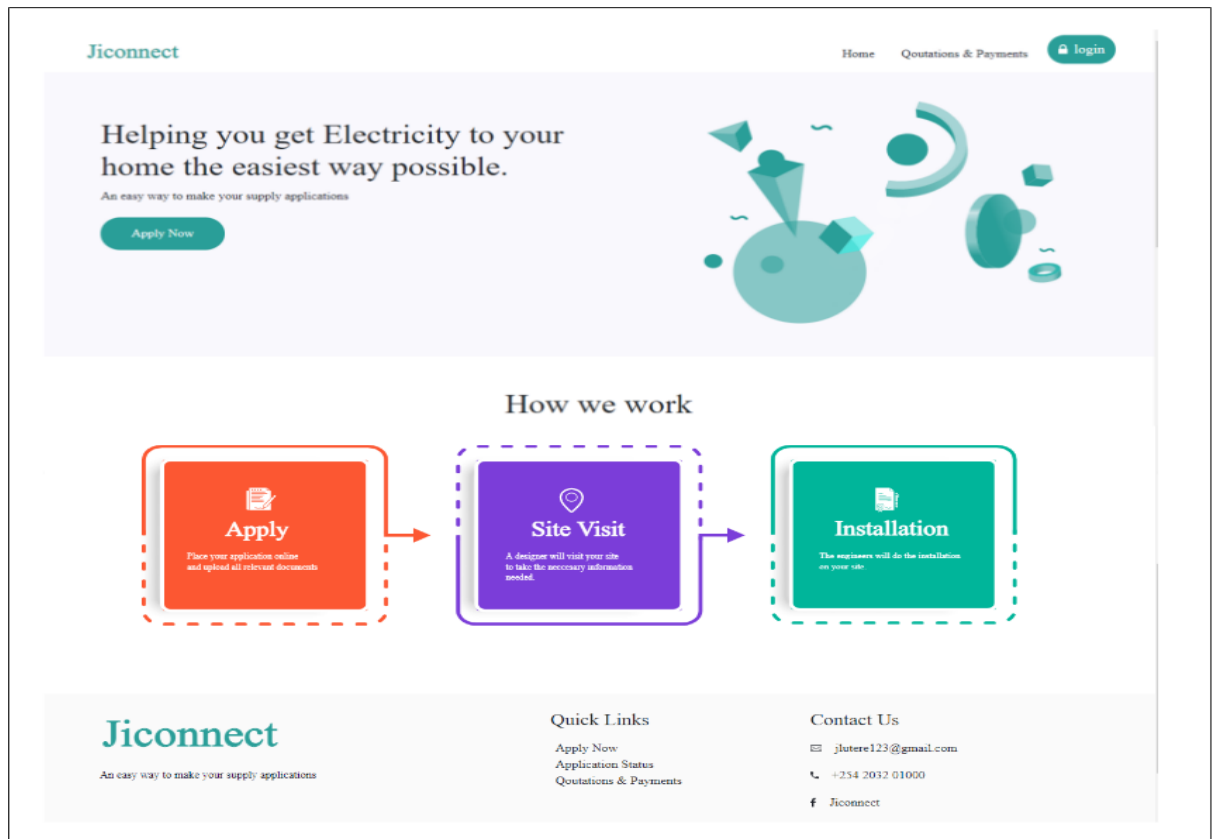 Jiconnect
Home
Qoutations & Payments
login
Helping you get Electricity to your
home the easiest way possible.
An easy way to make your supply applications
Apply Now
How we work
Apply
Place your application online
and upload all relevant documents
Site Visit
A designer will visit your site
to take the neccesary information
needed.
Installation
The engineers will do the installation
on your site.
Jiconnect
An easy way to make your supply applications
Quick Links
Apply Now
Application Status
Qoutations & Payments
Contact Us
jlutere123@gmail.com
+254 2032 01000
Jiconnect